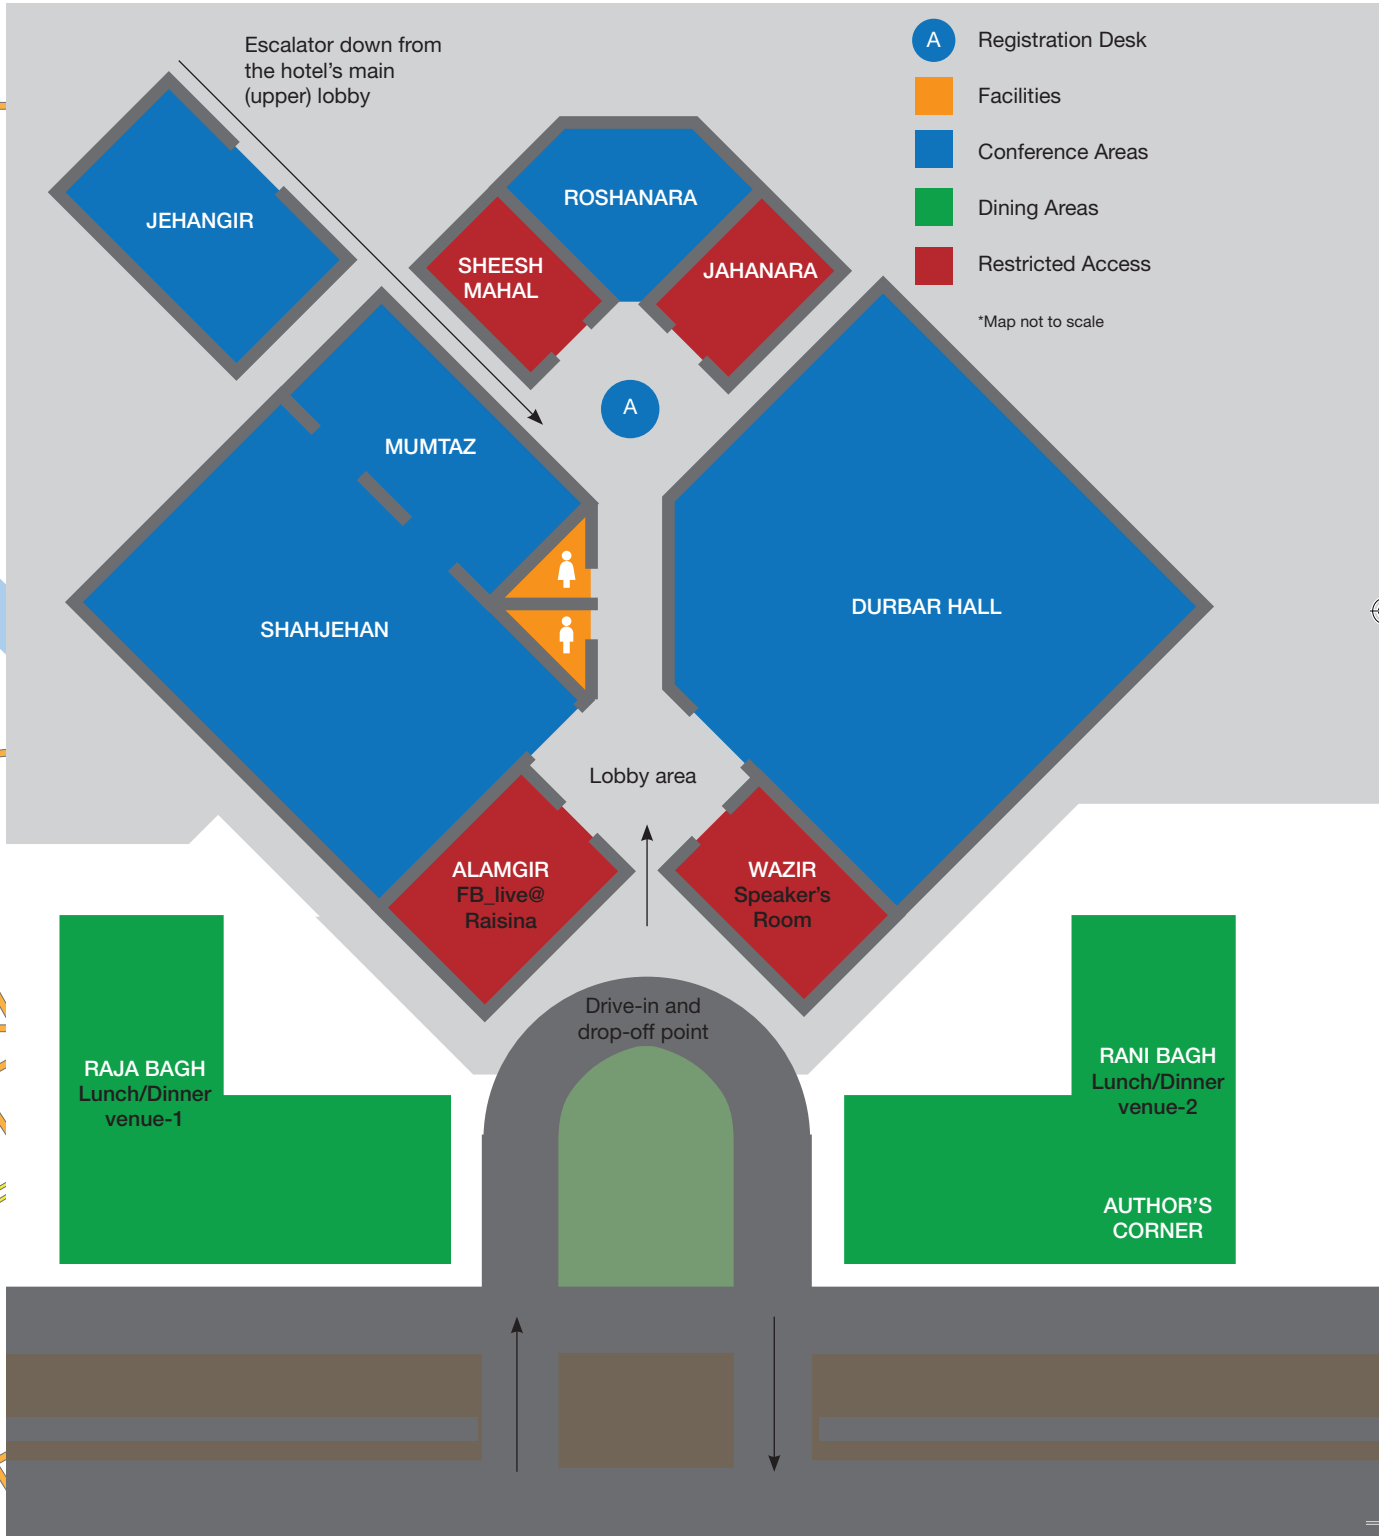 Escalator down from
the hotel's main
(upper) lobby
A
Registration Desk
Facilities
Conference Areas
Dining Areas
Restricted Access
*Map not to scale
JEHANGIR
ROSHANARA
SHEESH
MAHAL
JAHANARA
A
MUMTAZ
SHAHJEHAN
DURBAR HALL
Lobby area
ALAMGIR
FB_live@
Raisina
WAZIR
Speaker's
Room
Drive-in and
drop-off point
RAJA BAGH
Lunch/Dinner
venue-1
RANI BAGH
Lunch/Dinner
venue-2
AUTHOR'S
CORNER